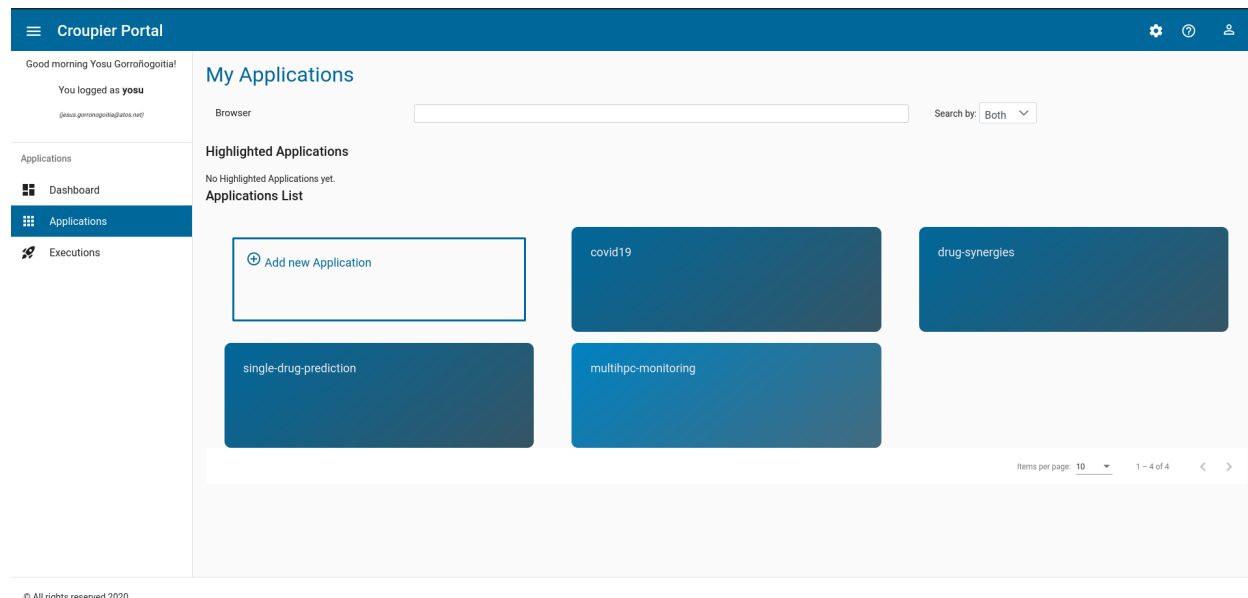 Croupier Portal
Good morning Yosu Gorroñogoitia!
You logged as yosu
(jesus.gorronogoitia@atos.net)
Applications
Dashboard
Applications
Executions
My Applications
Browser
Search by: Both
Highlighted Applications
No Highlighted Applications yet.
Applications List
Add new Application
covid19
drug-synergies
single-drug-prediction
multihpc-monitoring
Items per page: 10
1 – 4 of 4
© All rights reserved 2020